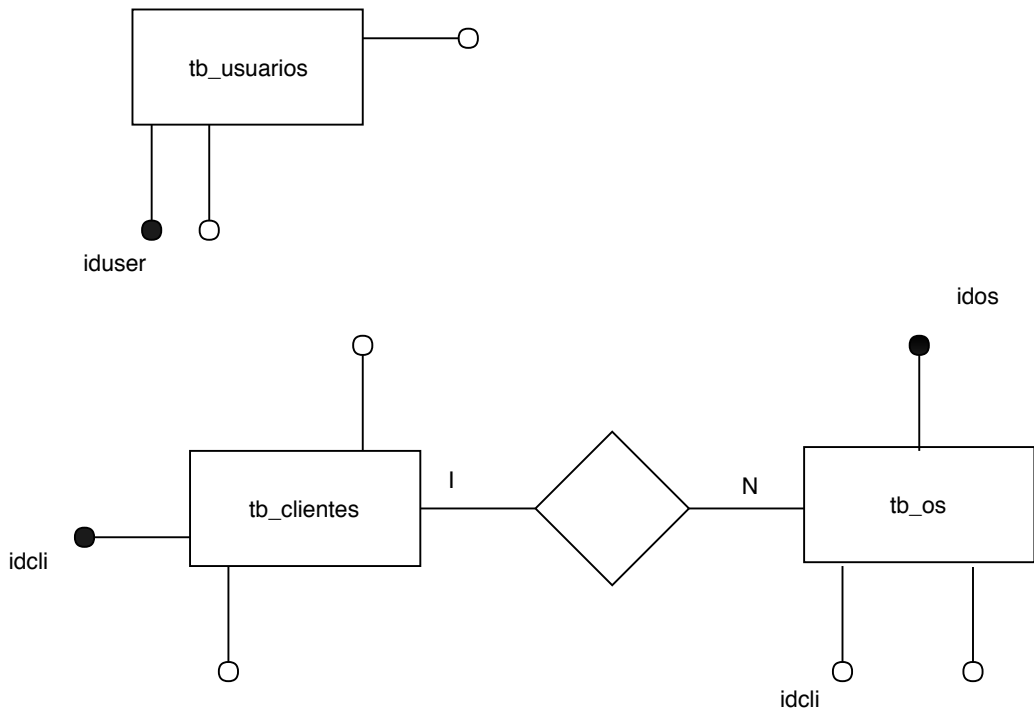 tb_usuarios
iduser
idos
I
N
tb_clientes
tb_os
idcli
idcli